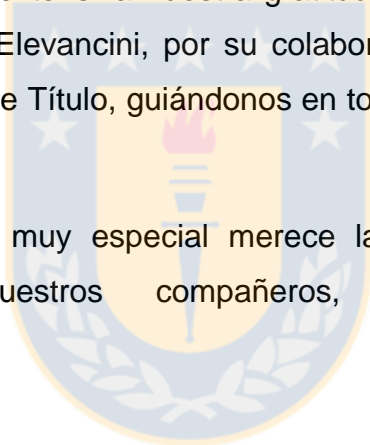 Elevancini, por su colabor
e Título, guiándonos en to
muy especial merece la
uestros compañeros,